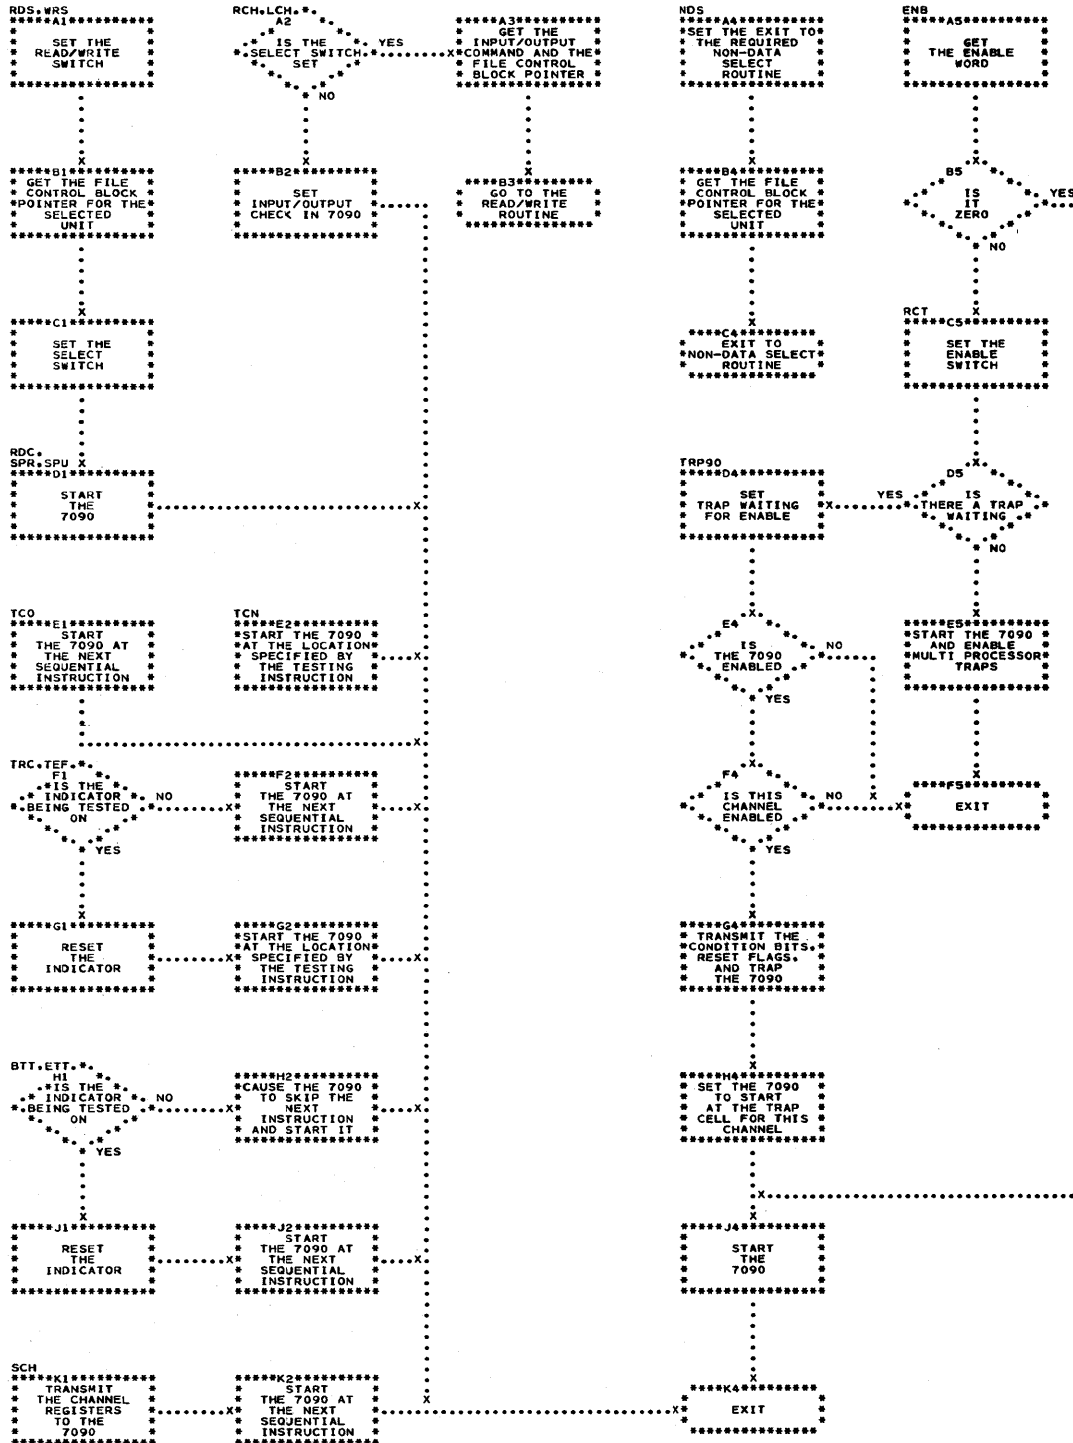 RDS.WRS
A1
SET THE
READ/WRITE
SWITCH
RCH.LCH.
A2
IS THE
SELECT SWITCH
SET
YES
NO
A3
GET THE
INPUT/OUTPUT
COMMAND AND THE
FILE CONTROL
BLOCK POINTER
NDS
A4
SET THE EXIT TO
THE REQUIRED
NON-DATA
SELECT
ROUTINE
ENB
A5
GET
THE ENABLE
WORD
B1
GET THE FILE
CONTROL BLOCK
POINTER FOR THE
SELECTED
UNIT
B2
SET
INPUT/OUTPUT
CHECK IN 7090
B3
GO TO THE
READ/WRITE
ROUTINE
B4
GET THE FILE
CONTROL BLOCK
POINTER FOR THE
SELECTED
UNIT
B5
IS
IT
ZERO
YES
NO
C1
SET THE
SELECT
SWITCH
C4
EXIT TO
NON-DATA SELECT
ROUTINE
RCT
C5
SET THE
ENABLE
SWITCH
RDC.
SPR.SPU
D1
START
THE
7090
TRP90
D4
SET
TRAP WAITING
FOR ENABLE
D5
IS
THERE A TRAP
WAITING
YES
NO
TCO
E1
START
THE 7090 AT
THE NEXT
SEQUENTIAL
INSTRUCTION
TCN
E2
START THE 7090
AT THE LOCATION
SPECIFIED BY
THE TESTING
INSTRUCTION
E4
IS
THE 7090
ENABLED
NO
YES
E5
START THE 7090
AND ENABLE
MULTI PROCESSOR
TRAPS
TRC.TEF.
F1
IS THE
INDICATOR
BEING TESTED
ON
NO
YES
F2
START
THE 7090 AT
THE NEXT
SEQUENTIAL
INSTRUCTION
F4
IS THIS
CHANNEL
ENABLED
NO
YES
F5
EXIT
G1
RESET
THE
INDICATOR
G2
START THE 7090
AT THE LOCATION
SPECIFIED BY
THE TESTING
INSTRUCTION
G4
TRANSMIT THE
CONDITION BITS.
RESET FLAGS.
AND TRAP
THE 7090
BTT.ETT.
H1
IS THE
INDICATOR
BEING TESTED
ON
NO
YES
H2
CAUSE THE 7090
TO SKIP THE
NEXT
INSTRUCTION
AND START IT
H4
SET THE 7090
TO START
AT THE TRAP
CELL FOR THIS
CHANNEL
J1
RESET
THE
INDICATOR
J2
START
THE 7090 AT
THE NEXT
SEQUENTIAL
INSTRUCTION
J4
START
THE
7090
SCH
K1
TRANSMIT
THE CHANNEL
REGISTERS
TO THE
7090
K2
START
THE 7090 AT
THE NEXT
SEQUENTIAL
INSTRUCTION
K4
EXIT